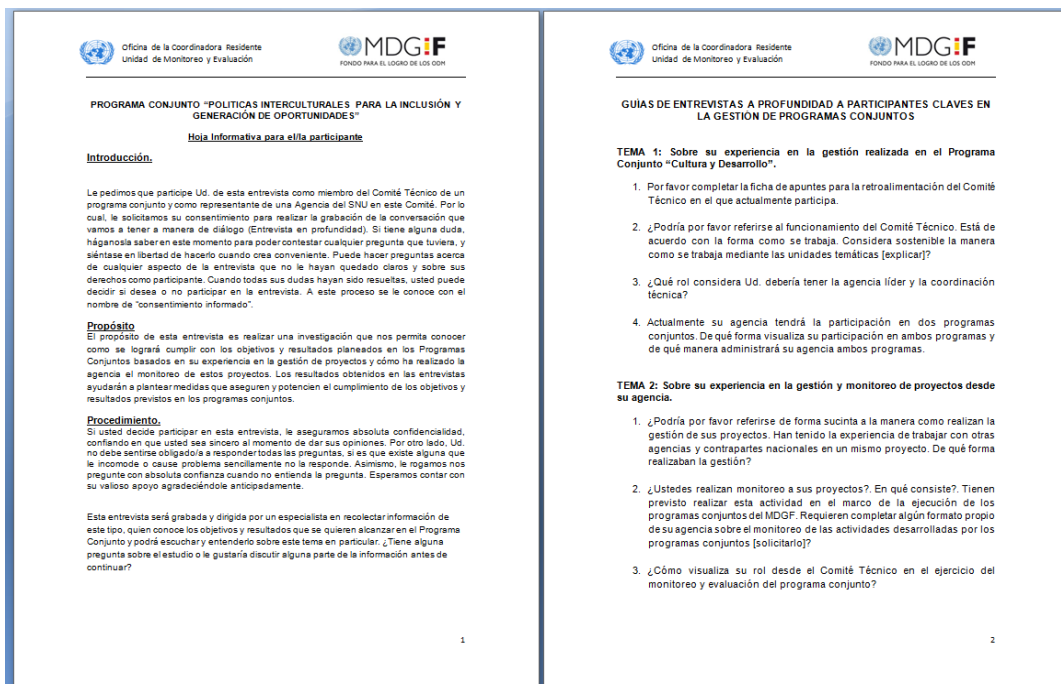 Oficina de la Coordinadora Residente
Unidad de Monitoreo y Evaluación
MDGiF
FONDO PARA EL LOGRO DE LOS ODM
PROGRAMA CONJUNTO “POLITICAS INTERCULTURALES PARA LA INCLUSIÓN Y
GENERACIÓN DE OPORTUNIDADES”
Hoja Informativa para el/la participante
Introducción.
Le pedimos que participe Ud. de esta entrevista como miembro del Comité Técnico de un
programa conjunto y como representante de una Agencia del SNU en este Comité. Por lo
cual, le solicitamos su consentimiento para realizar la grabación de la conversación que
vamos a tener a manera de diálogo (Entrevista en profundidad). Si tiene alguna duda,
háganosla saber en este momento para poder contestar cualquier pregunta que tuviera, y
siéntase en libertad de hacerlo cuando crea conveniente. Puede hacer preguntas acerca
de cualquier aspecto de la entrevista que no le hayan quedado claros y sobre sus
derechos como participante. Cuando todas sus dudas hayan sido resueltas, usted puede
decidir si desea o no participar en la entrevista. A este proceso se le conoce con el
nombre de “consentimiento informado”.
Propósito
El propósito de esta entrevista es realizar una investigación que nos permita conocer
como se logrará cumplir con los objetivos y resultados planeados en los Programas
Conjuntos basados en su experiencia en la gestión de proyectos y cómo ha realizado la
agencia el monitoreo de estos proyectos. Los resultados obtenidos en las entrevistas
ayudarán a plantear medidas que aseguren y potencien el cumplimiento de los objetivos y
resultados previstos en los programas conjuntos.
Procedimiento.
Si usted decide participar en esta entrevista, le aseguramos absoluta confidencialidad,
confiando en que usted sea sincero al momento de dar sus opiniones. Por otro lado, Ud.
no debe sentirse obligado/a a responder todas las preguntas, si es que existe alguna que
le incomode o cause problema sencillamente no la responde. Asimismo, le rogamos nos
pregunte con absoluta confianza cuando no entienda la pregunta. Esperamos contar con
su valioso apoyo agradeciéndole anticipadamente.
Esta entrevista será grabada y dirigida por un especialista en recolectar información de
este tipo, quien conoce los objetivos y resultados que se quieren alcanzar en el Programa
Conjunto y podrá escuchar y entenderlo sobre este tema en particular. ¿Tiene alguna
pregunta sobre el estudio o le gustaría discutir alguna parte de la información antes de
continuar?
1
Oficina de la Coordinadora Residente
Unidad de Monitoreo y Evaluación
MDGiF
FONDO PARA EL LOGRO DE LOS ODM
GUÍAS DE ENTREVISTAS A PROFUNDIDAD A PARTICIPANTES CLAVES EN
LA GESTIÓN DE PROGRAMAS CONJUNTOS
TEMA 1: Sobre su experiencia en la gestión realizada en el Programa
Conjunto “Cultura y Desarrollo”.
1. Por favor completar la ficha de apuntes para la retroalimentación del Comité
Técnico en el que actualmente participa.
2. ¿Podría por favor referirse al funcionamiento del Comité Técnico. Está de
acuerdo con la forma como se trabaja. Considera sostenible la manera
como se trabaja mediante las unidades temáticas [explicar]?
3. ¿Qué rol considera Ud. debería tener la agencia líder y la coordinación
técnica?
4. Actualmente su agencia tendrá la participación en dos programas
conjuntos. De qué forma visualiza su participación en ambos programas y
de qué manera administrará su agencia ambos programas.
TEMA 2: Sobre su experiencia en la gestión y monitoreo de proyectos desde
su agencia.
1. ¿Podría por favor referirse de forma sucinta a la manera como realizan la
gestión de sus proyectos. Han tenido la experiencia de trabajar con otras
agencias y contrapartes nacionales en un mismo proyecto. De qué forma
realizaban la gestión?
2. ¿Ustedes realizan monitoreo a sus proyectos?. En qué consiste?. Tienen
previsto realizar esta actividad en el marco de la ejecución de los
programas conjuntos del MDGF. Requieren completar algún formato propio
de su agencia sobre el monitoreo de las actividades desarrolladas por los
programas conjuntos [solicitarlo]?
3. ¿Cómo visualiza su rol desde el Comité Técnico en el ejercicio del
monitoreo y evaluación del programa conjunto?
2